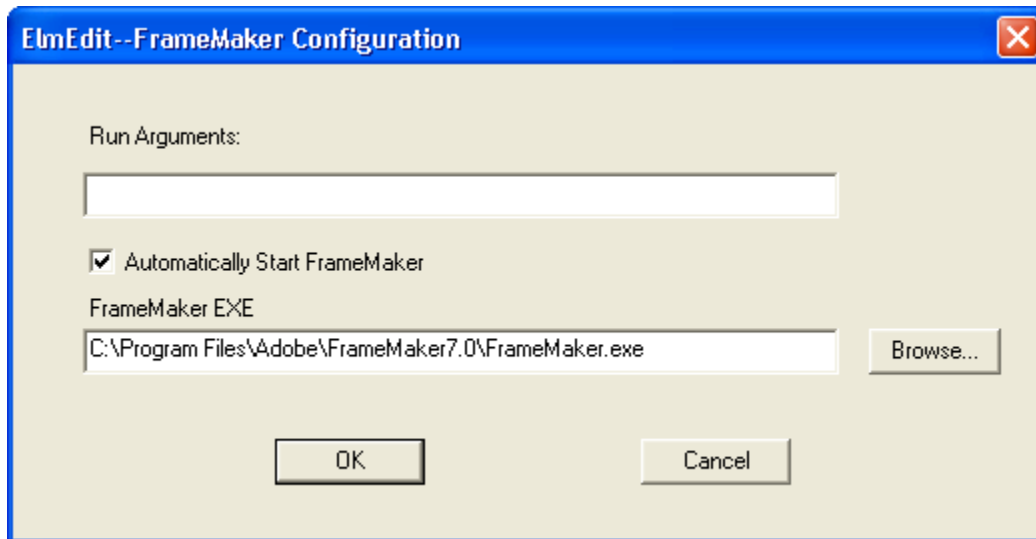 ElmEdit--FrameMaker Configuration
Run Arguments:
Automatically Start FrameMaker
FrameMaker EXE
C:\Program Files\Adobe\FrameMaker7.0\FrameMaker.exe
Browse...
OK
Cancel